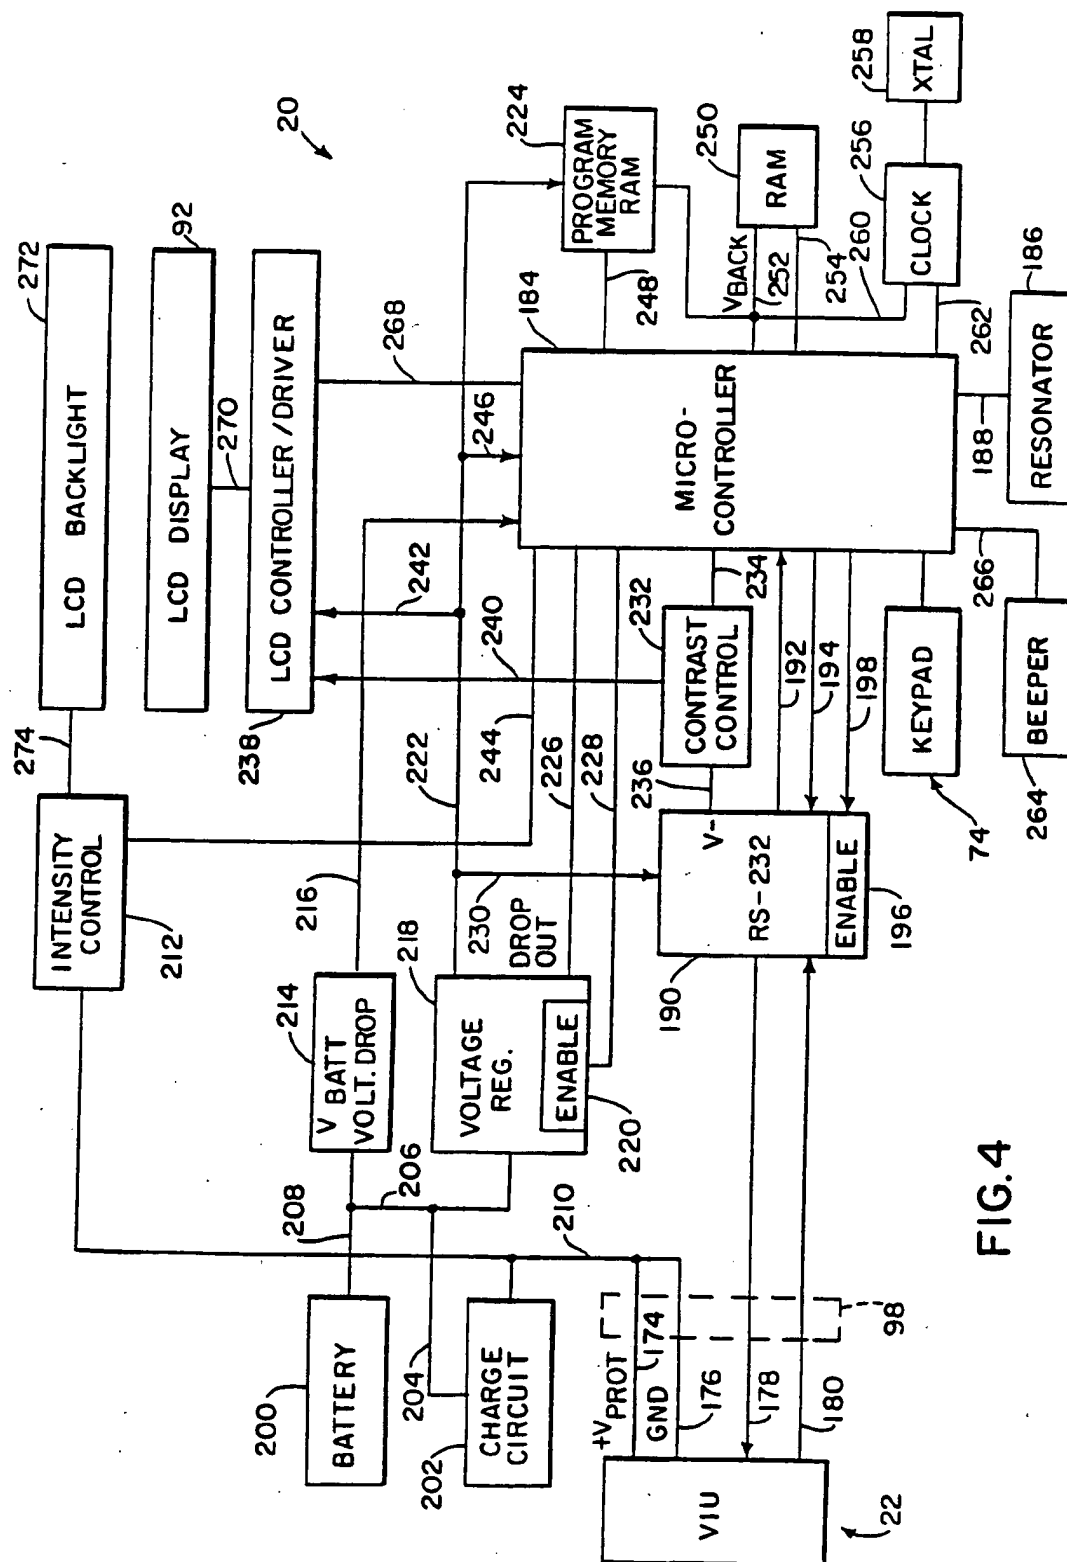 20
272
LCD BACKLIGHT
274
INTENSITY
CONTROL
212
92
LCD DISPLAY
270
LCD CONTROLLER/DRIVER
238
268
240
242
216
214
V BATT
VOLT. DROP
208
200
BATTERY
206
204
202
CHARGE
CIRCUIT
210
218
VOLTAGE
REG.
ENABLE
220
222
230
DROP
OUT
244
226
228
246
224
PROGRAM
MEMORY
RAM
248
184
MICRO-
CONTROLLER
VBACK
252
250
RAM
254
260
256
CLOCK
258
XTAL
262
186
RESONATOR
188
266
BEEPER
264
KEYPAD
74
232
CONTRAST
CONTROL
234
236
192
194
198
V-
RS-232
ENABLE
190
196
+VPROT
174
GND
176
178
180
98
VIU
22
FIG. 4